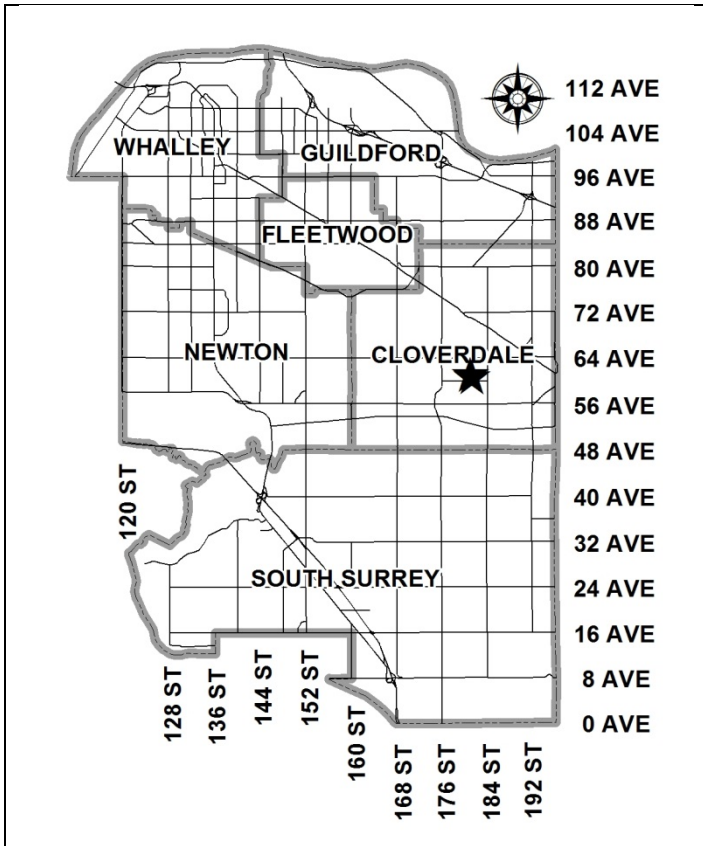 112 AVE
104 AVE
WHALLEY
GUILDFORD
96 AVE
88 AVE
FLEETWOOD
80 AVE
72 AVE
NEWTON
CLOVERDALE
64 AVE
56 AVE
48 AVE
120 ST
40 AVE
32 AVE
SOUTH SURREY
24 AVE
16 AVE
8 AVE
0 AVE
128 ST
136 ST
144 ST
152 ST
160 ST
168 ST
176 ST
184 ST
192 ST